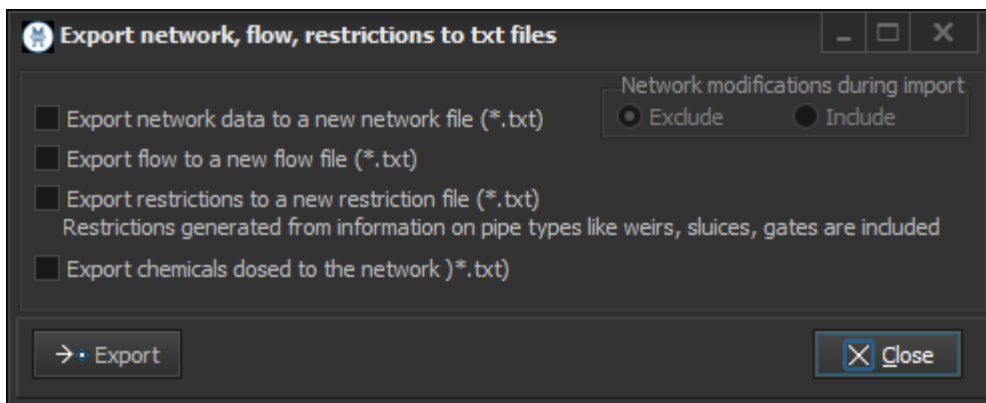 Export network, flow, restrictions to txt files
Network modifications during import
Exclude Include
Export network data to a new network file (*.txt)
Export flow to a new flow file (*.txt)
Export restrictions to a new restriction file (*.txt)
Restrictions generated from information on pipe types like weirs, sluices, gates are included
Export chemicals dosed to the network )*.txt)
Export Close